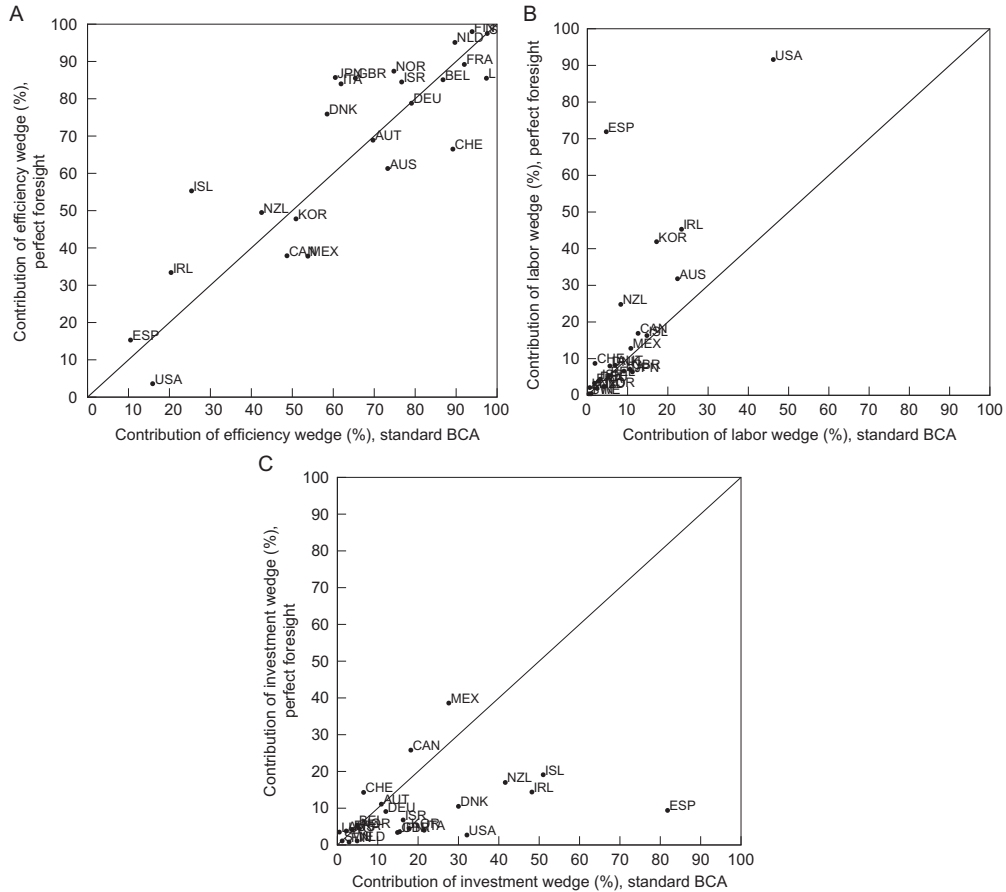 A
100
90
80
70
60
50
40
30
20
10
0
Contribution of efficiency wedge (%),
perfect foresight
FIN
NLD
FRA
L
NOR
JPN
GBR
ITA
ISR
BEL
DEU
DNK
AUT
CHE
AUS
ISL
NZL
KOR
CAN
MEX
IRL
ESP
USA
0 10 20 30 40 50 60 70 80 90 100
Contribution of efficiency wedge (%), standard BCA
B
100
90
80
70
60
50
40
30
20
10
0
Contribution of labor wedge (%), perfect foresight
USA
ESP
IRL
KOR
AUS
NZL
CAN
ISL
MEX
CHE
GBR
JPN
0 10 20 30 40 50 60 70 80 90 100
Contribution of labor wedge (%), standard BCA
C
100
90
80
70
60
50
40
30
20
10
0
Contribution of investment wedge (%),
perfect foresight
MEX
CAN
ISL
NZL
IRL
CHE
DNK
AUT
DEU
ESP
ISR
BEL
KOR
ITA
USA
NLD
0 10 20 30 40 50 60 70 80 90 100
Contribution of investment wedge (%), standard BCA